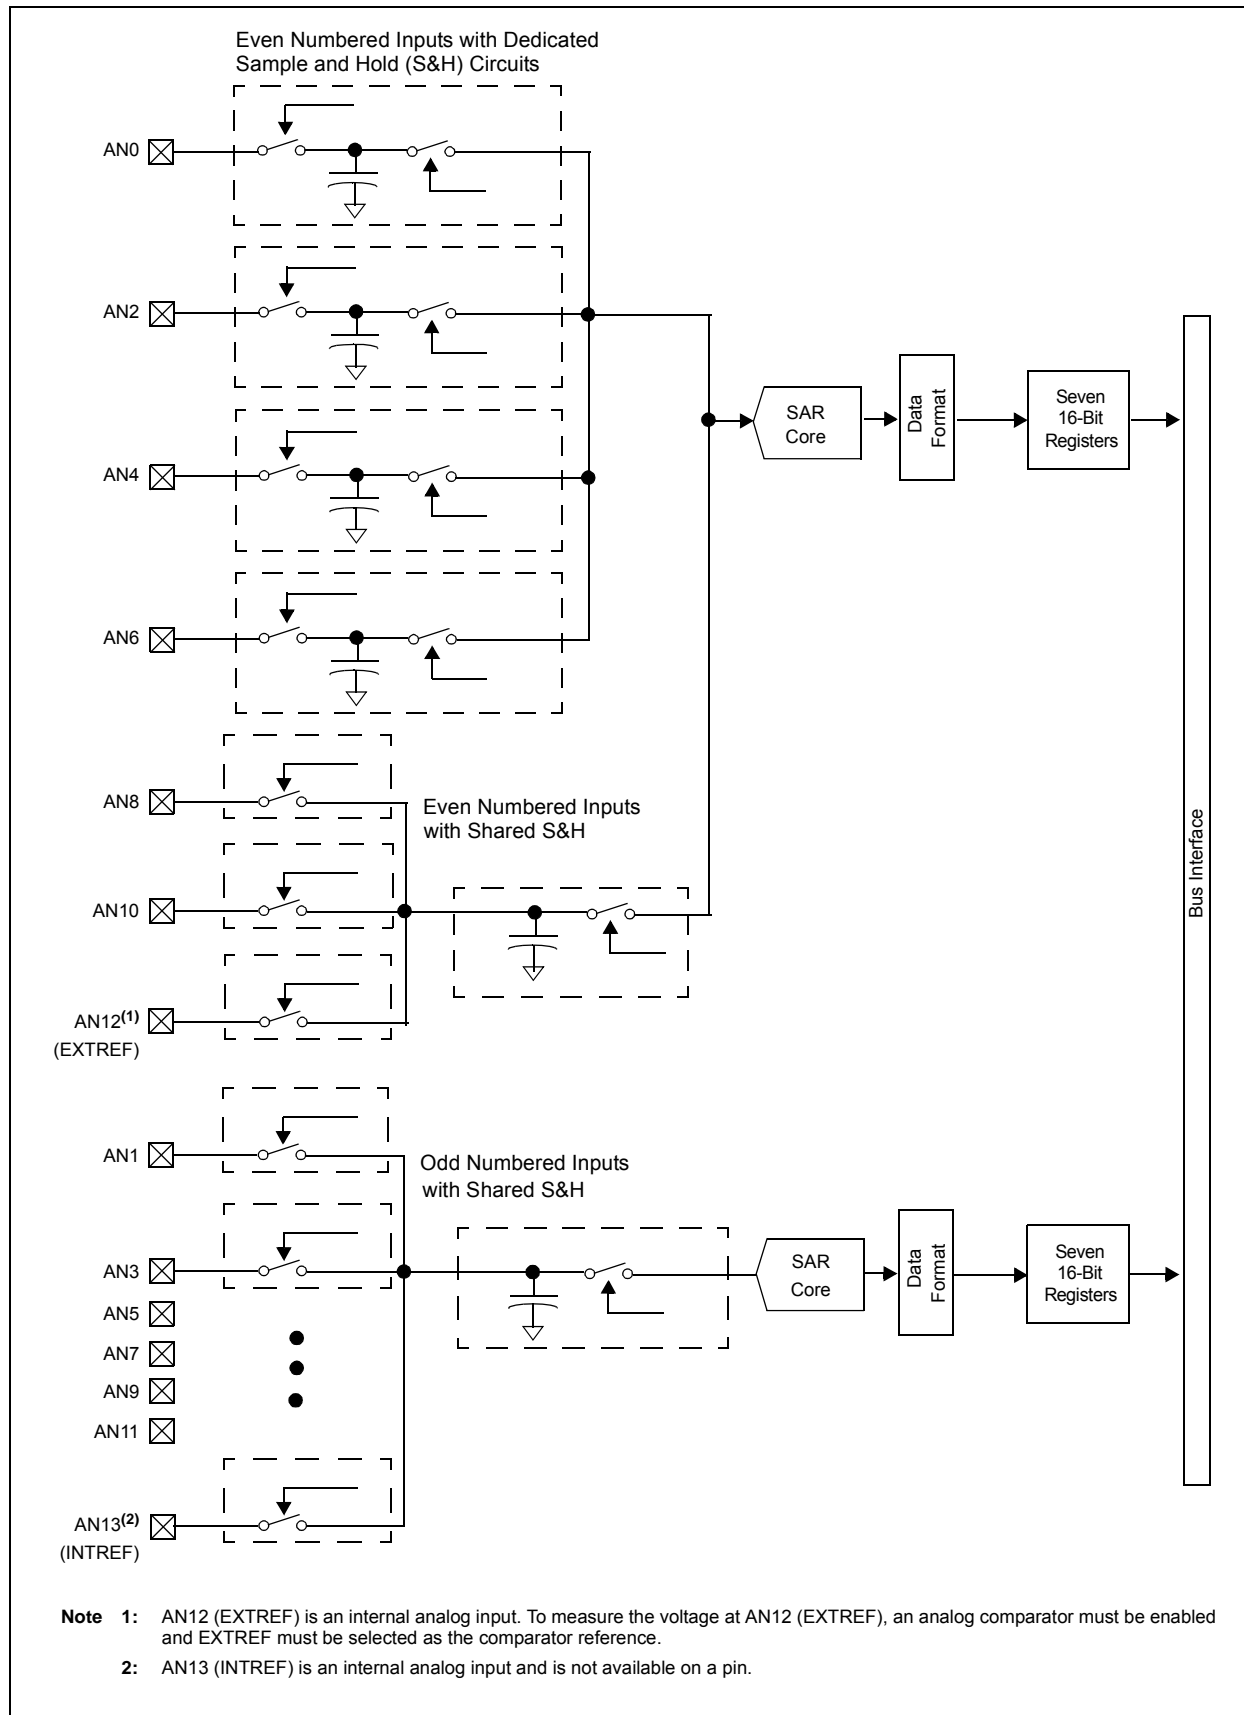 Even Numbered Inputs with Dedicated
Sample and Hold (S&H) Circuits
AN0
AN2
AN4
AN6
SAR
Core
Data
Format
Seven
16-Bit
Registers
Bus Interface
AN8
Even Numbered Inputs
with Shared S&H
AN10
AN12(1)
(EXTREF)
AN1
Odd Numbered Inputs
with Shared S&H
AN3
SAR
Core
Data
Format
Seven
16-Bit
Registers
AN5
AN7
AN9
AN11
AN13(2)
(INTREF)
Note 1: AN12 (EXTREF) is an internal analog input. To measure the voltage at AN12 (EXTREF), an analog comparator must be enabled
and EXTREF must be selected as the comparator reference.
2: AN13 (INTREF) is an internal analog input and is not available on a pin.